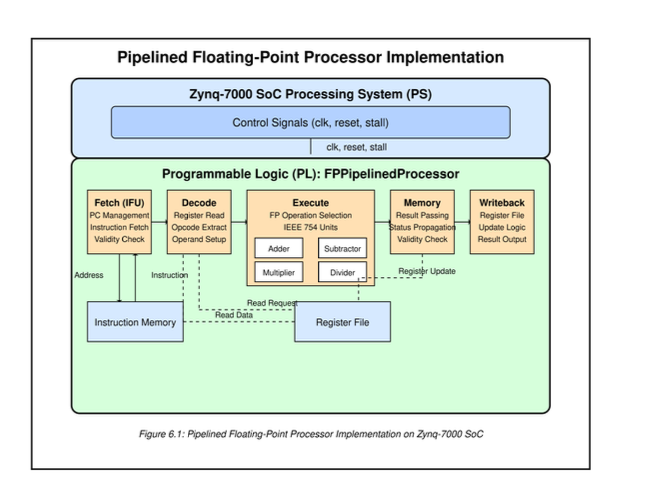 Pipelined Floating-Point Processor Implementation
Zynq-7000 SoC Processing System (PS)
Control Signals (clk, reset, stall)
clk, reset, stall
Programmable Logic (PL): FPPipelinedProcessor
Fetch (IFU)
PC Management
Instruction Fetch
Validity Check
Decode
Register Read
Opcode Extract
Operand Setup
Execute
FP Operation Selection
IEEE 754 Units
Adder
Subtractor
Multiplier
Divider
Memory
Result Passing
Status Propagation
Validity Check
Writeback
Register File
Update Logic
Result Output
Address
Instruction
Register Update
Read Request
Read Data
Instruction Memory
Register File
Figure 6.1: Pipelined Floating-Point Processor Implementation on Zynq-7000 SoC